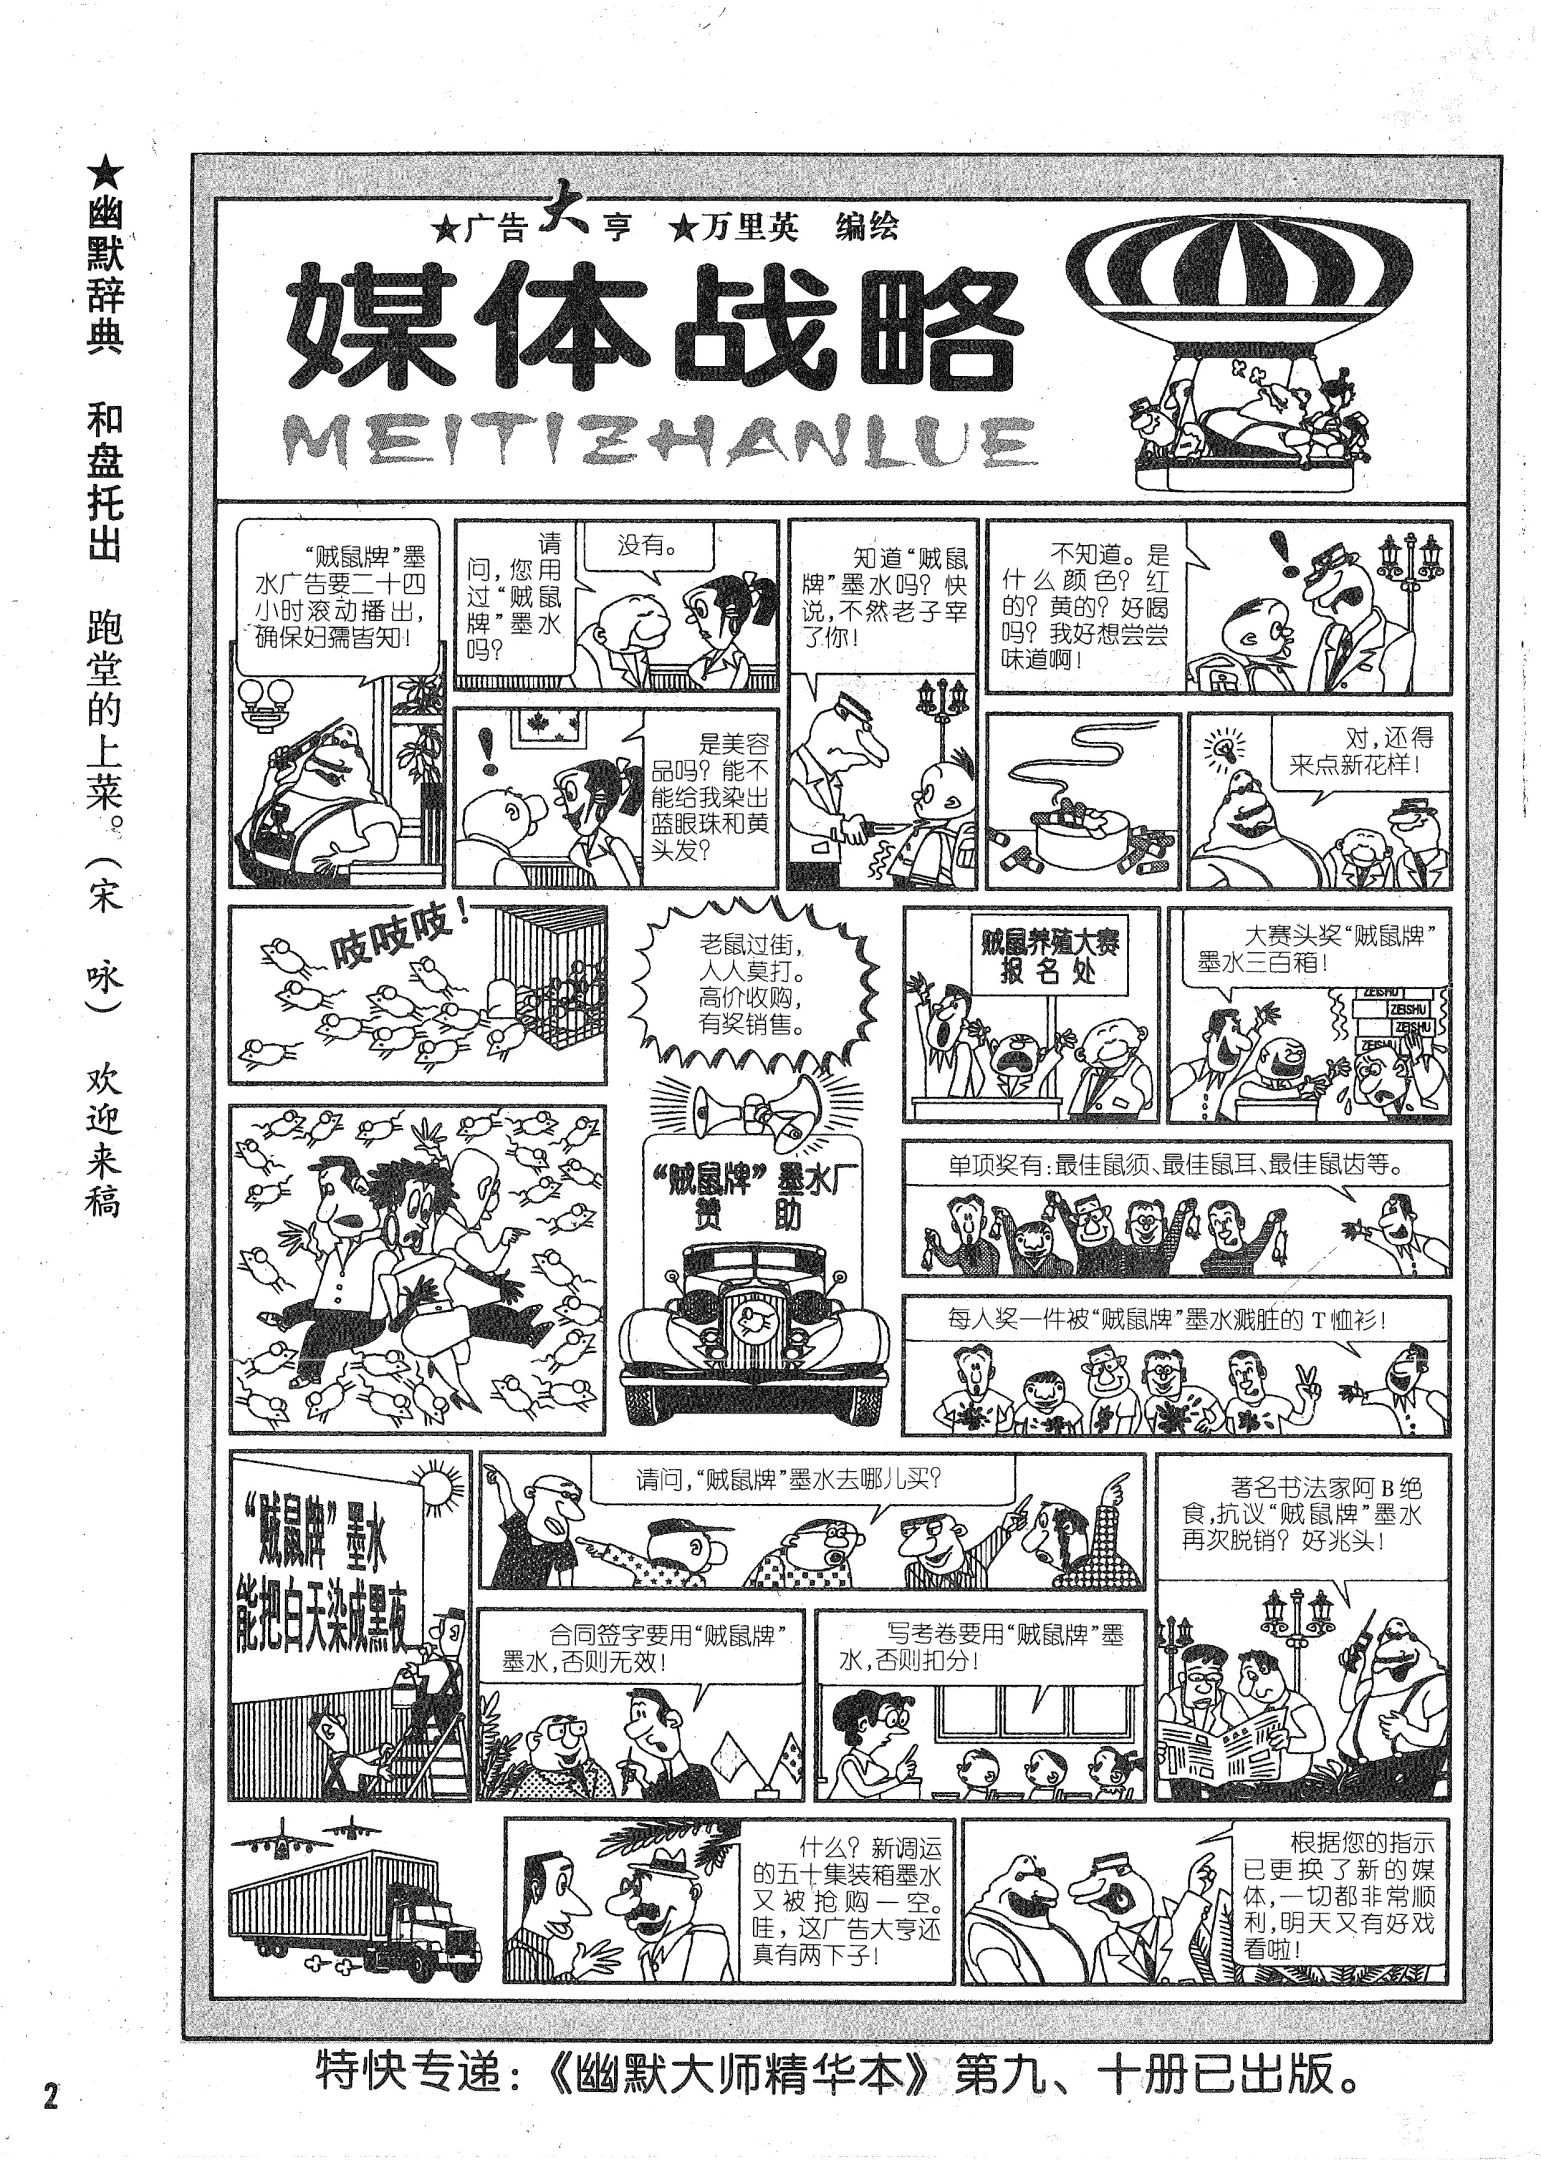 ★幽默辞典 和盘托出 跑堂的上菜。（宋 咏） 欢迎来稿
★广告大亨 ★万里英 编绘
媒体战略
MEITIZHANLUE
“贼鼠牌”墨
水广告要二十四
小时滚动播出，
确保妇孺皆知！
请
问，您用
过“贼鼠
牌”墨水
吗？
没有。
是美容
品吗？能不
能给我染出
蓝眼珠和黄
头发？
知道“贼鼠
牌”墨水吗？快
说，不然老子宰
了你！
不知道。是
什么颜色？红
的？黄的？好喝
吗？我好想尝尝
味道啊！
对，还得
来点新花样！
吱吱吱！
老鼠过街，
人人莫打。
高价收购，
有奖销售。
“贼鼠牌”墨水厂
赞 助
贼鼠养殖大赛
报名处
大赛头奖“贼鼠牌”
墨水三百箱！
ZEISHU
ZEISHU
ZEISHU
ZEISHU
单项奖有：最佳鼠须、最佳鼠耳、最佳鼠齿等。
每人奖一件被“贼鼠牌”墨水溅脏的T恤衫！
“贼鼠牌”墨水
能把白天染成黑夜
请问，“贼鼠牌”墨水去哪儿买？
合同签字要用“贼鼠牌”
墨水，否则无效！
写考卷要用“贼鼠牌”墨
水，否则扣分！
著名书法家阿B绝
食，抗议“贼鼠牌”墨水
再次脱销？好兆头！
什么？新调运
的五十集装箱墨水
又被抢购一空。
哇，这广告大亨还
真有两下子！
根据您的指示
已更换了新的媒
体，一切都非常顺
利，明天又有好戏
看啦！
特快专递：《幽默大师精华本》第九、十册已出版。
2